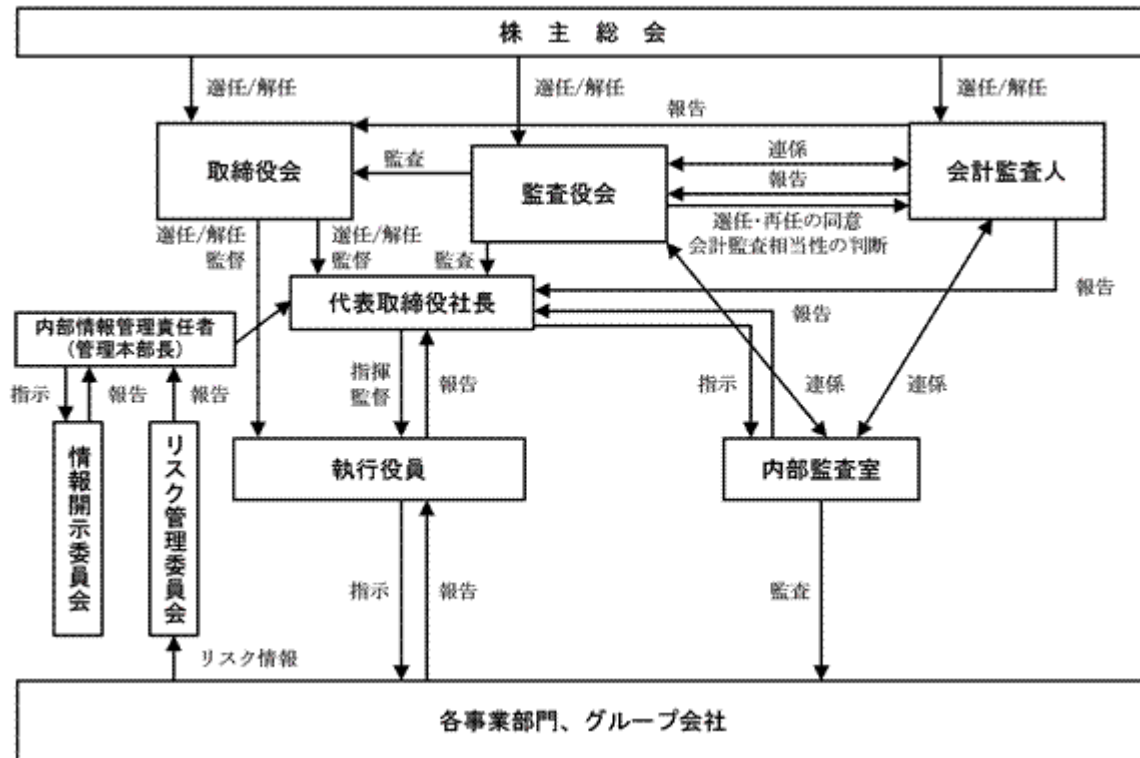 株 主 総 会
選任/解任
選任/解任
選任/解任
報告
取締役会
監査
監査役会
連係
報告
会計監査人
選任・再任の同意
会計監査相当性の判断
選任/解任
監督
選任/解任
監督
監査
報告
代表取締役社長
報告
内部情報管理責任者
(管理本部長)
指示
報告
報告
指揮
監督
報告
指示
連係
連係
情報開示委員会
リスク管理委員会
執行役員
内部監査室
指示
報告
監査
リスク情報
各事業部門、グループ会社